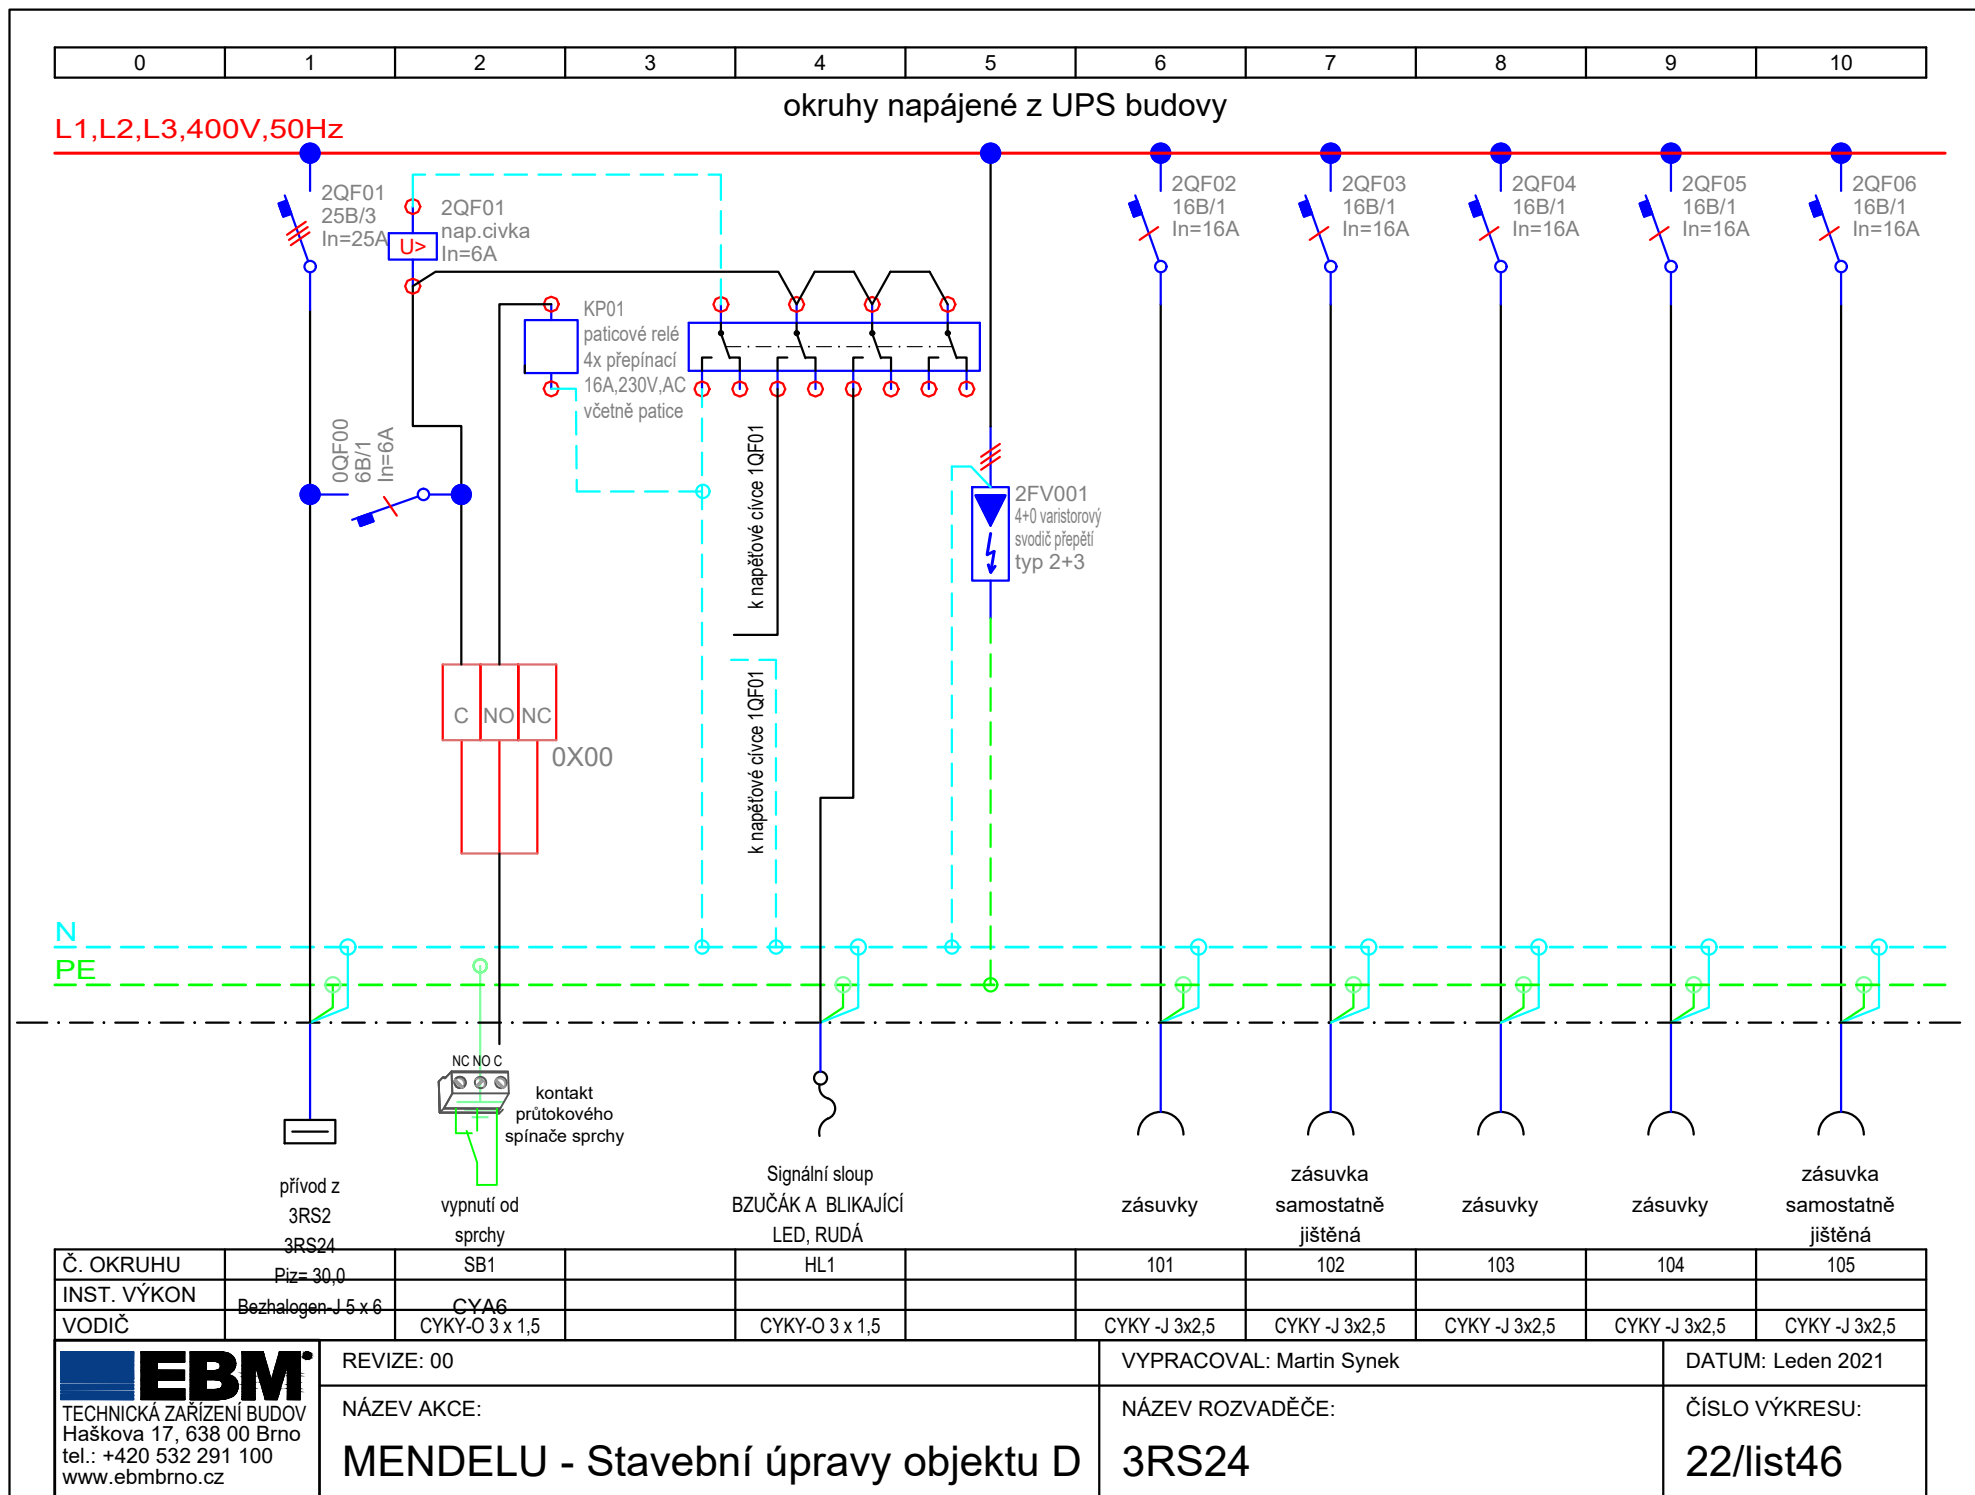 0 1 2 3 4 5 6 7 8 9 10
okruhy napájené z UPS budovy
L1,L2,L3,400V,50Hz
2QF01
25B/3
In=25A
2QF01
nap.civka
In=6A
U>
KP01
paticové relé
4x přepínací
16A,230V,AC
včetně patice
2QF02
16B/1
In=16A
2QF03
16B/1
In=16A
2QF04
16B/1
In=16A
2QF05
16B/1
In=16A
2QF06
16B/1
In=16A
0QF00
6B/1
In=6A
k napěťové cívce 1QF01
2FV001
4+0 varistorový
svodič přepětí
typ 2+3
C NO NC
0X00
k napěťové cívce 1QF01
N
PE
NC NO C
kontakt
průtokového
spínače sprchy
přívod z
3RS2
3RS24
Piz= 30,0
Bezhalogen-J 5 x 6
vypnutí od
sprchy
Signální sloup
BZUČÁK A BLIKAJÍCÍ
LED, RUDÁ
zásuvky
zásuvka
samostatně
jištěná
zásuvky
zásuvky
zásuvka
samostatně
jištěná
Č. OKRUHU SB1 HL1 101 102 103 104 105
INST. VÝKON
CYA6
VODIČ CYKY-O 3 x 1,5 CYKY-O 3 x 1,5 CYKY -J 3x2,5 CYKY -J 3x2,5 CYKY -J 3x2,5 CYKY -J 3x2,5 CYKY -J 3x2,5
EBM
TECHNICKÁ ZAŘÍZENÍ BUDOV
Haškova 17, 638 00 Brno
tel.: +420 532 291 100
www.ebmbrno.cz
REVIZE: 00
VYPRACOVAL: Martin Synek
DATUM: Leden 2021
NÁZEV AKCE:
MENDELU - Stavební úpravy objektu D
NÁZEV ROZVADĚČE:
3RS24
ČÍSLO VÝKRESU:
22/list46